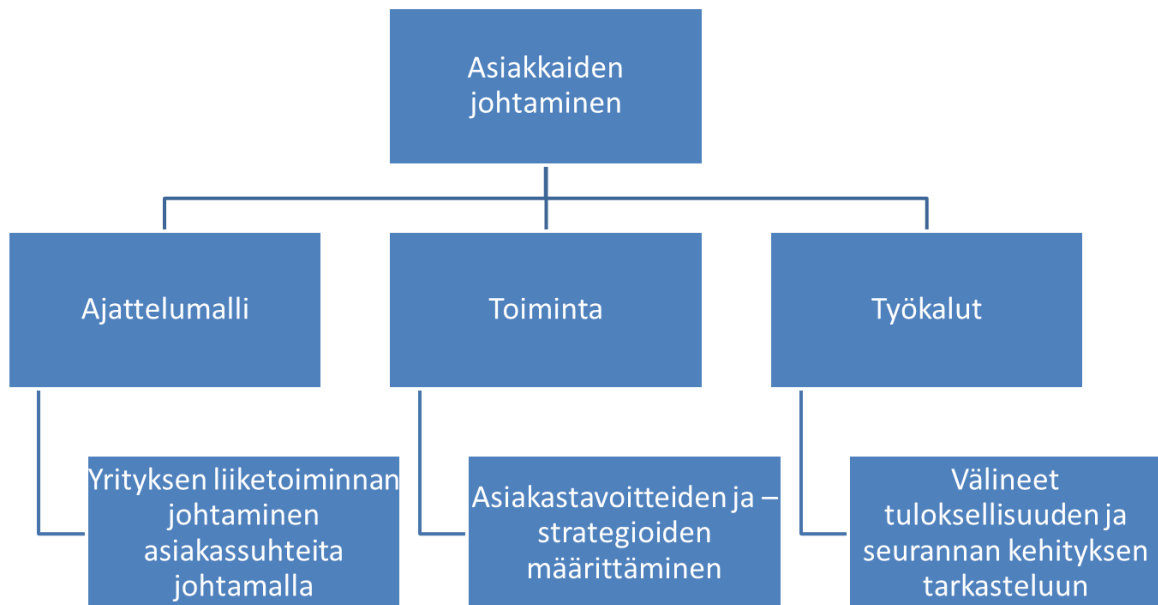 Asiakkaiden
johtaminen
Ajattelumalli
Toiminta
Työkalut
Yrityksen liiketoiminnan
johtaminen
asiakassuhteita
johtamalla
Asiakastavoitteiden ja –
strategioiden
määrittäminen
Välineet
tuloksellisuuden ja
seurannan kehityksen
tarkasteluun